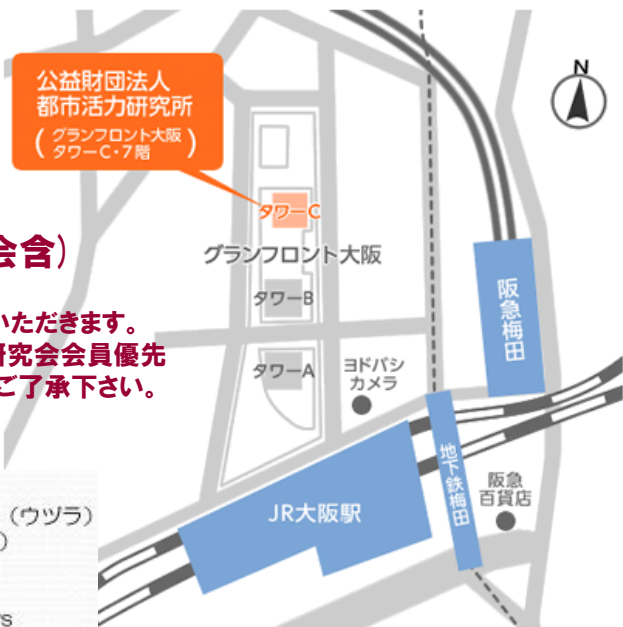 公益財団法人
都市活力研究所
(グランフロント大阪
タワーC・7階)
N
タワーC
会含)
グランフロント大阪
タワーB
阪急梅田
いただきます。
研究会会員優先
ご了承下さい。
タワーA
ヨドバシ
カメラ
地下鉄梅田
阪急
百貨店
JR大阪駅
(ウヅラ)
)
s